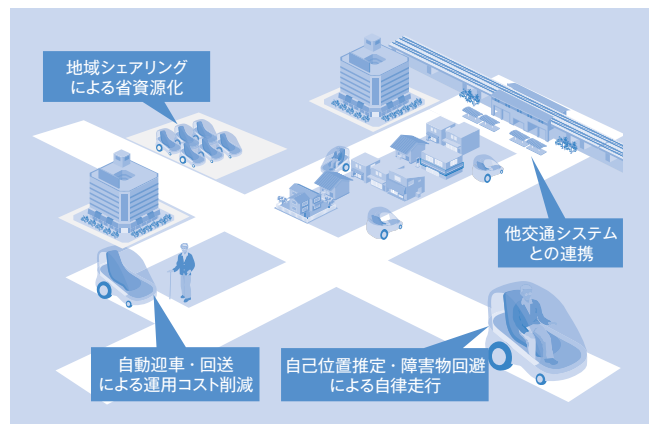 地域シェアリング
による省資源化
他交通システム
との連携
自動迎車・回送
による運用コスト削減
自己位置推定・障害物回避
による自律走行